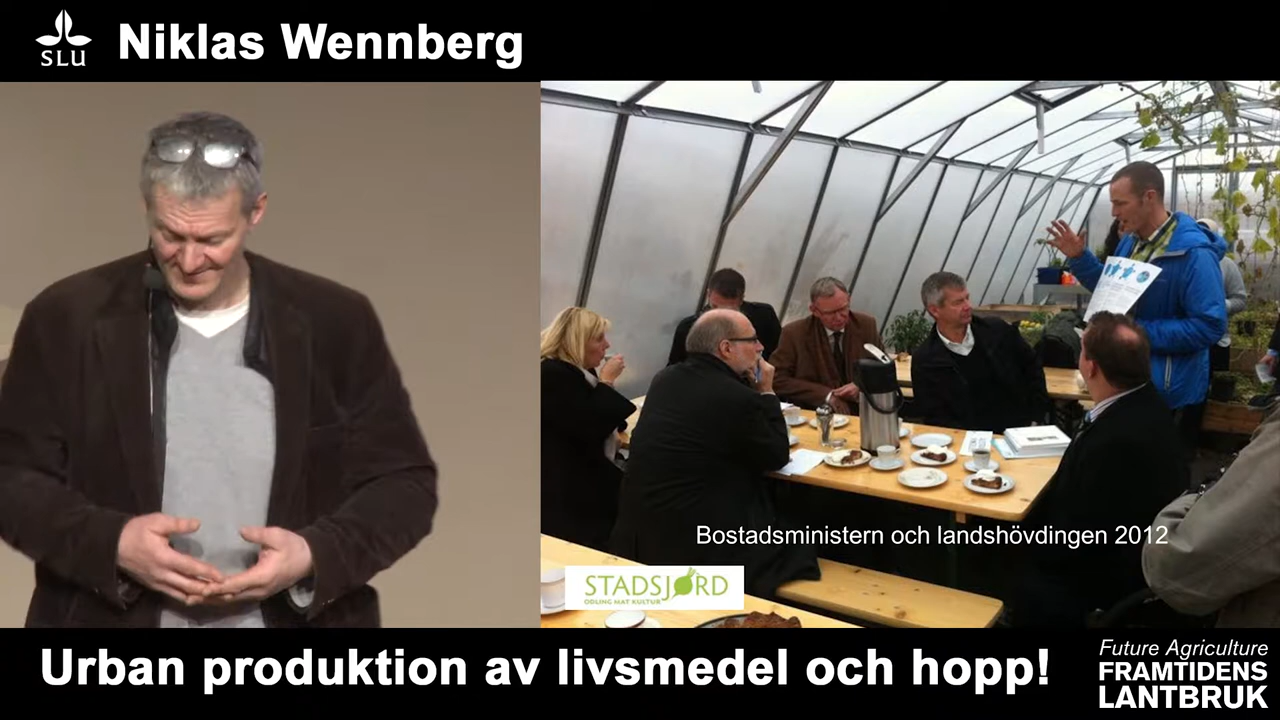 SLU
Niklas Wennberg
Bostadsministern och landshövdingen 2012
STADSJORD
ODLING MAT KULTUR
Urban produktion av livsmedel och hopp!
Future Agriculture
FRAMTIDENS
LANTBRUK